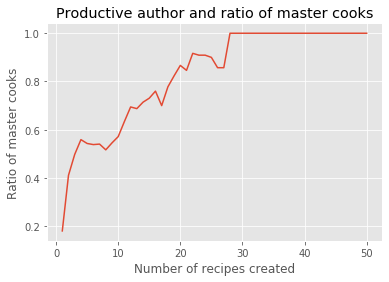 Productive author and ratio of master cooks
Ratio of master cooks
1.0
0.8
0.6
0.4
0.2
0 10 20 30 40 50
Number of recipes created